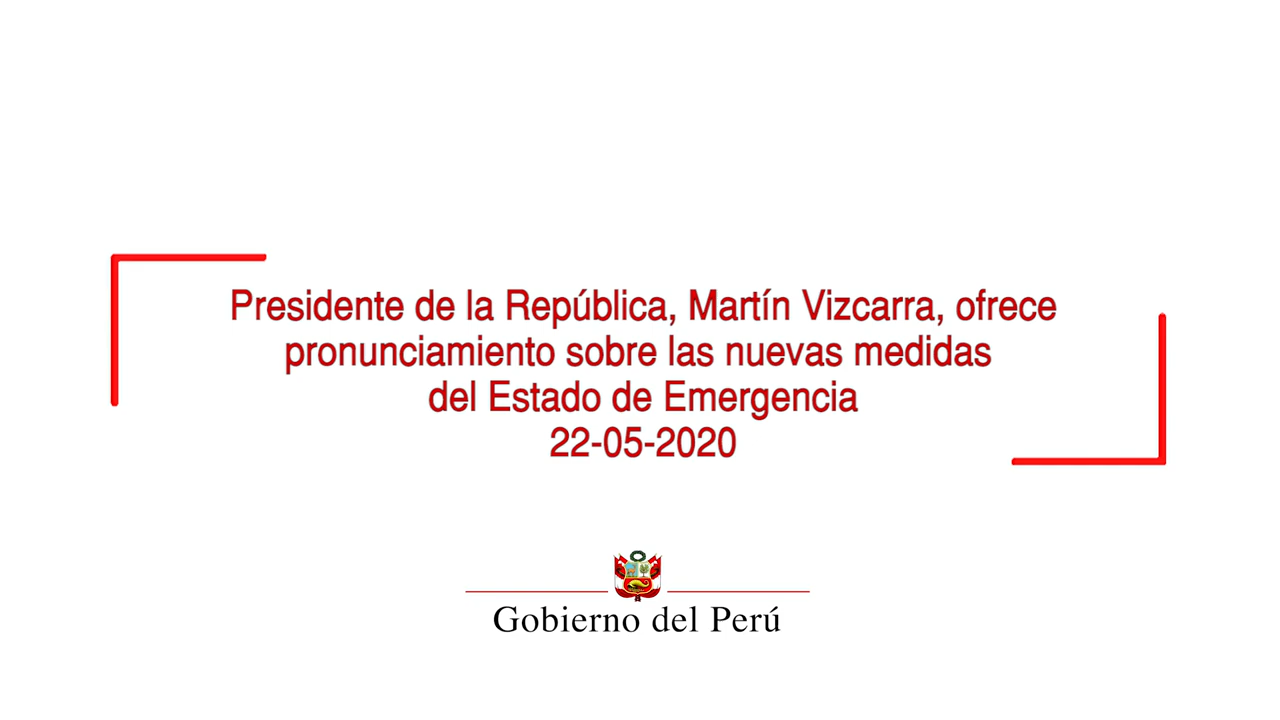 Presidente de la República, Martín Vizcarra, ofrece
pronunciamiento sobre las nuevas medidas
del Estado de Emergencia
22-05-2020
Gobierno del Perú